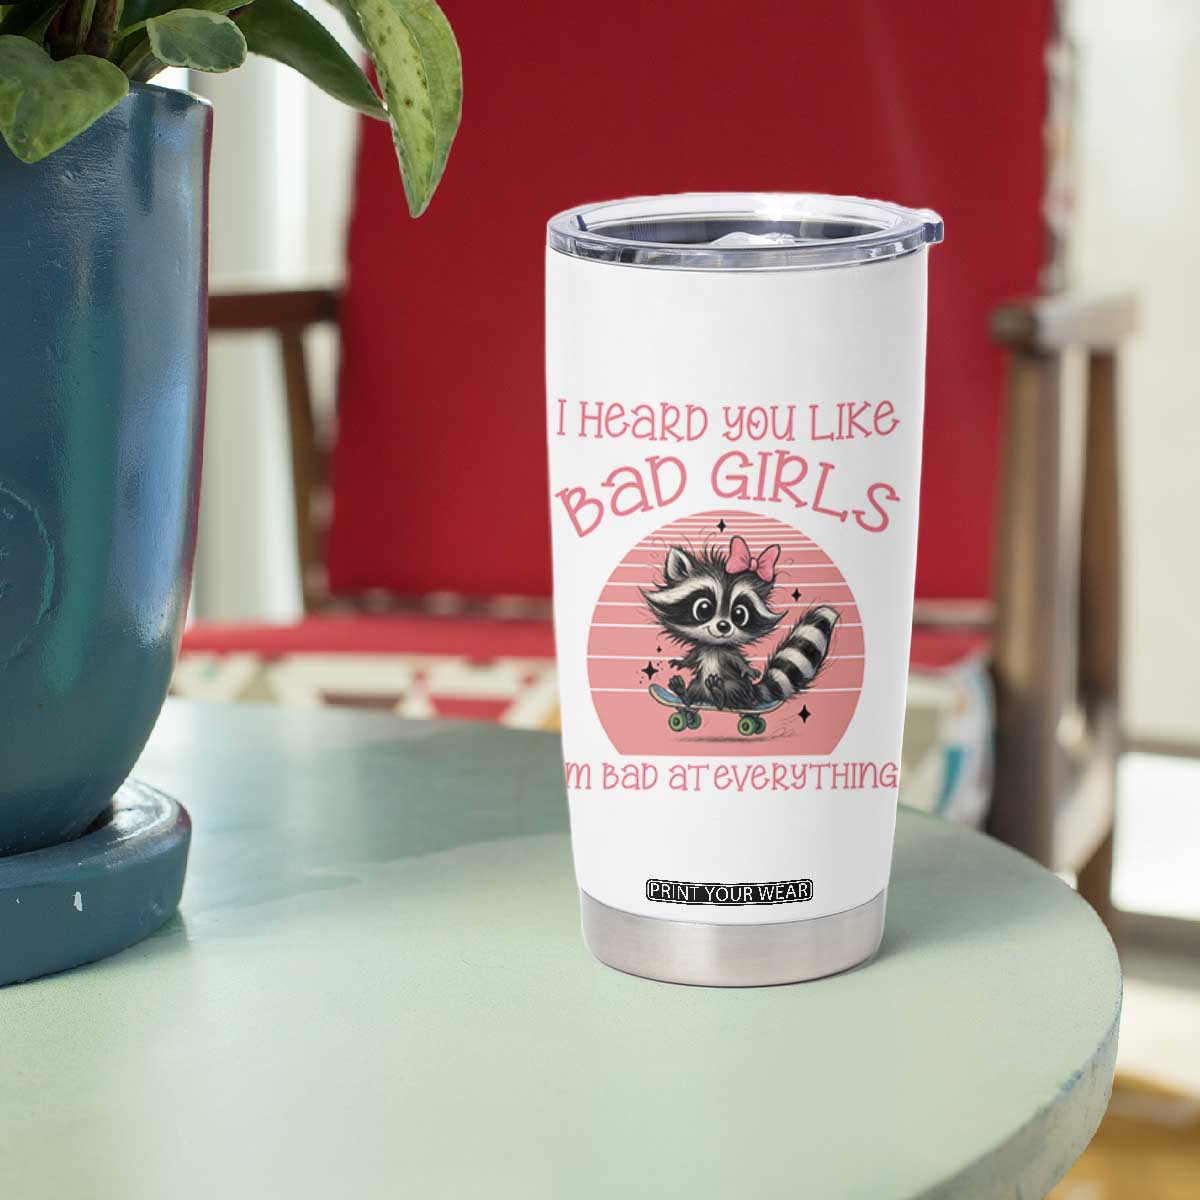 I HEARD YOU LIKE
BAD GIRLS
M BAD AT EVERYTHING
PRINT YOUR WEAR